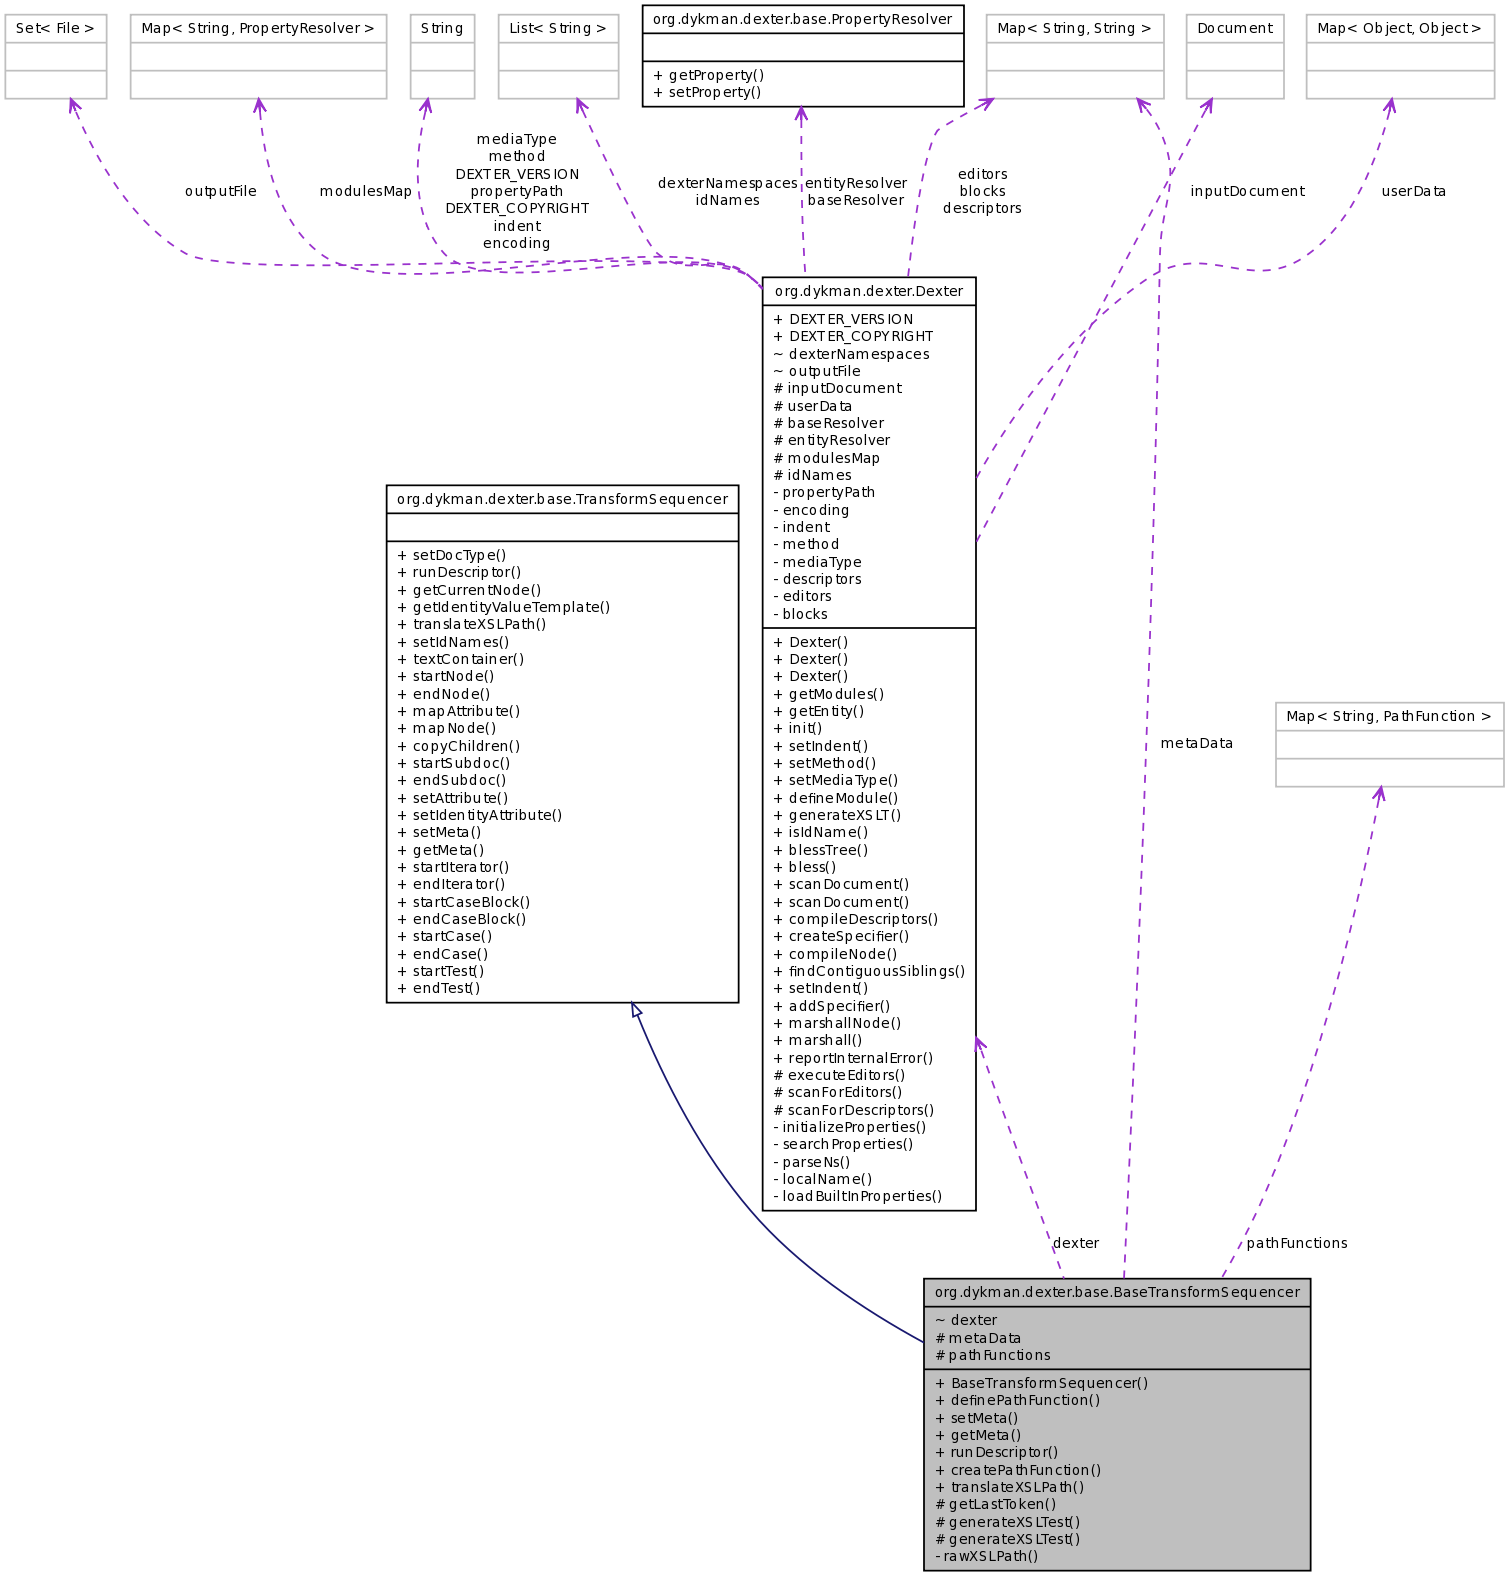 Set< File >
Map< String, PropertyResolver >
String
List< String >
org.dykman.dexter.base.PropertyResolver
+ getProperty()
+ setProperty()
Map< String, String >
Document
Map< Object, Object >
outputFile
modulesMap
mediaType
method
DEXTER_VERSION
propertyPath
DEXTER_COPYRIGHT
indent
encoding
dexterNamespaces
idNames
entityResolver
baseResolver
editors
blocks
descriptors
inputDocument
userData
org.dykman.dexter.Dexter
+ DEXTER_VERSION
+ DEXTER_COPYRIGHT
~ dexterNamespaces
~ outputFile
# inputDocument
# userData
# baseResolver
# entityResolver
# modulesMap
# idNames
- propertyPath
- encoding
- indent
- method
- mediaType
- descriptors
- editors
- blocks
+ Dexter()
+ Dexter()
+ Dexter()
+ getModules()
+ getEntity()
+ init()
+ setIndent()
+ setMethod()
+ setMediaType()
+ defineModule()
+ generateXSLT()
+ isIdName()
+ blessTree()
+ bless()
+ scanDocument()
+ scanDocument()
+ compileDescriptors()
+ createSpecifier()
+ compileNode()
+ findContiguousSiblings()
+ setIndent()
+ addSpecifier()
+ marshallNode()
+ marshall()
+ reportInternalError()
# executeEditors()
# scanForEditors()
# scanForDescriptors()
- initializeProperties()
- searchProperties()
- parseNs()
- localName()
- loadBuiltInProperties()
org.dykman.dexter.base.TransformSequencer
+ setDocType()
+ runDescriptor()
+ getCurrentNode()
+ getIdentityValueTemplate()
+ translateXSLPath()
+ setIdNames()
+ textContainer()
+ startNode()
+ endNode()
+ mapAttribute()
+ mapNode()
+ copyChildren()
+ startSubdoc()
+ endSubdoc()
+ setAttribute()
+ setIdentityAttribute()
+ setMeta()
+ getMeta()
+ startIterator()
+ endIterator()
+ startCaseBlock()
+ endCaseBlock()
+ startCase()
+ endCase()
+ startTest()
+ endTest()
Map< String, PathFunction >
metaData
dexter
pathFunctions
org.dykman.dexter.base.BaseTransformSequencer
~ dexter
# metaData
# pathFunctions
+ BaseTransformSequencer()
+ definePathFunction()
+ setMeta()
+ getMeta()
+ runDescriptor()
+ createPathFunction()
+ translateXSLPath()
# getLastToken()
# generateXSLTest()
# generateXSLTest()
- rawXSLPath()